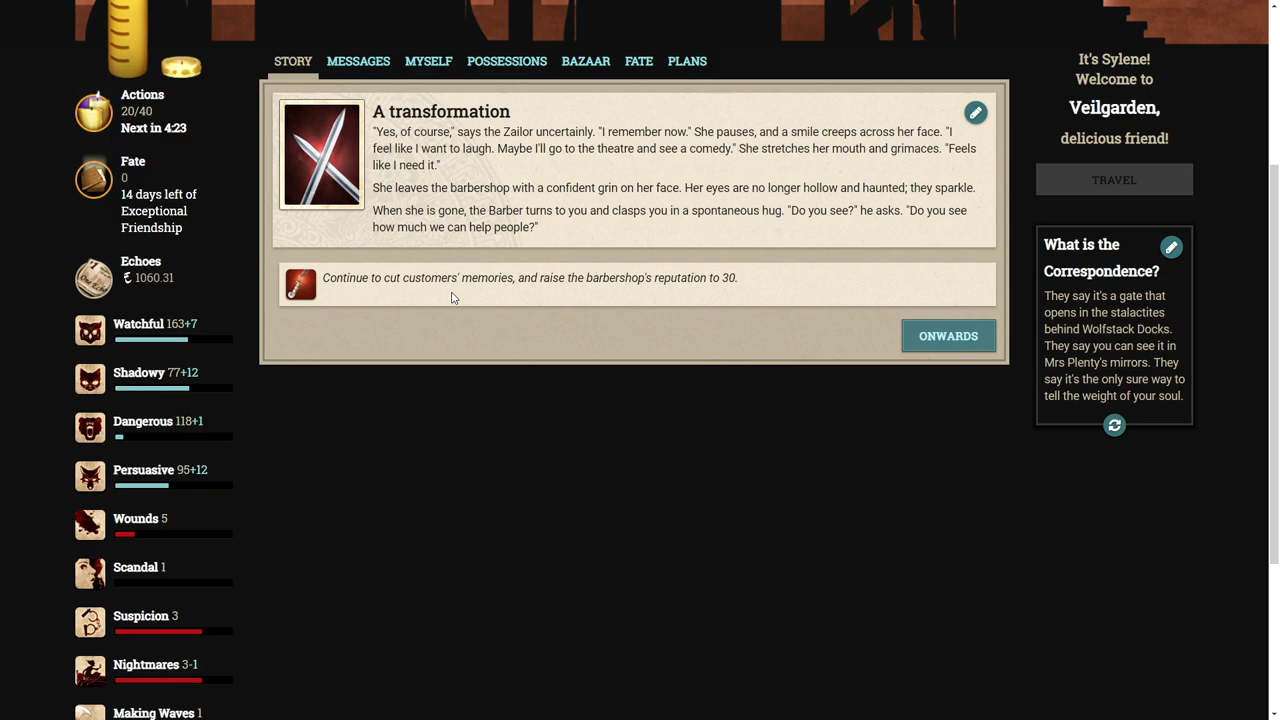 STORY MESSAGES MYSELF POSSESSIONS BAZAAR FATE PLANS
Actions
20/40
Next in 4:23
Fate
0
14 days left of
Exceptional
Friendship
Echoes
1060.31
Watchful 163+7
Shadowy 77+12
Dangerous 118+1
Persuasive 95+12
Wounds 5
Scandal 1
Suspicion 3
Nightmares 3-1
Making Waves 1
A transformation
"Yes, of course," says the Zailor uncertainly. "I remember now." She pauses, and a smile creeps across her face. "I
feel like I want to laugh. Maybe I'll go to the theatre and see a comedy." She stretches her mouth and grimaces. "Feels
like I need it."
She leaves the barbershop with a confident grin on her face. Her eyes are no longer hollow and haunted; they sparkle.
When she is gone, the Barber turns to you and clasps you in a spontaneous hug. "Do you see?" he asks. "Do you see
how much we can help people?"
Continue to cut customers' memories, and raise the barbershop's reputation to 30.
ONWARDS
It's Sylene!
Welcome to
Veilgarden,
delicious friend!
TRAVEL
What is the
Correspondence?
They say it's a gate that
opens in the stalactites
behind Wolfstack Docks.
They say you can see it in
Mrs Plenty's mirrors. They
say it's the only sure way to
tell the weight of your soul.